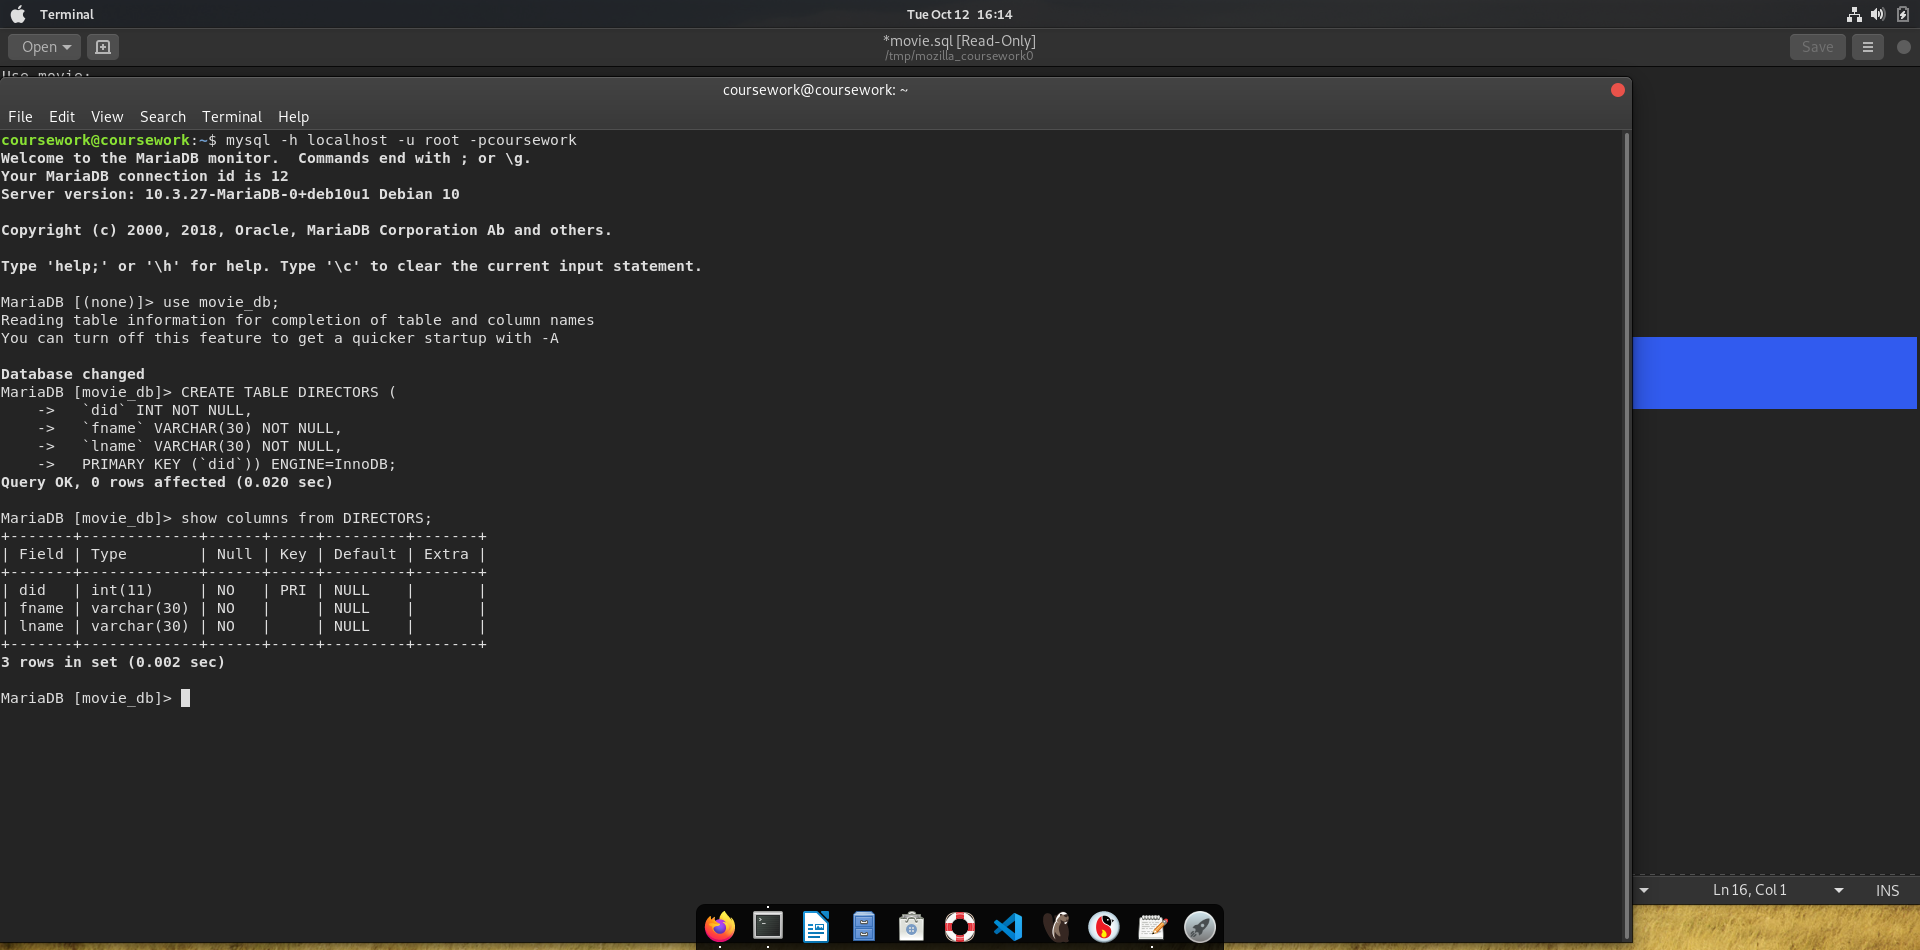 Terminal
Tue Oct 12 16:14
Open
*movie.sql [Read-Only]
/tmp/mozilla_coursework0
Save
Use movie;
coursework@coursework: ~
File Edit View Search Terminal Help
coursework@coursework:~$ mysql -h localhost -u root -pcoursework
Welcome to the MariaDB monitor.  Commands end with ; or \g.
Your MariaDB connection id is 12
Server version: 10.3.27-MariaDB-0+deb10u1 Debian 10
Copyright (c) 2000, 2018, Oracle, MariaDB Corporation Ab and others.
Type 'help;' or '\h' for help. Type '\c' to clear the current input statement.
MariaDB [(none)]> use movie_db;
Reading table information for completion of table and column names
You can turn off this feature to get a quicker startup with -A
Database changed
MariaDB [movie_db]> CREATE TABLE DIRECTORS (
    ->   `did` INT NOT NULL,
    ->   `fname` VARCHAR(30) NOT NULL,
    ->   `lname` VARCHAR(30) NOT NULL,
    ->   PRIMARY KEY (`did`)) ENGINE=InnoDB;
Query OK, 0 rows affected (0.020 sec)
MariaDB [movie_db]> show columns from DIRECTORS;
+-------+-------------+------+-----+---------+-------+
| Field | Type        | Null | Key | Default | Extra |
+-------+-------------+------+-----+---------+-------+
| did   | int(11)     | NO   | PRI | NULL    |       |
| fname | varchar(30) | NO   |     | NULL    |       |
| lname | varchar(30) | NO   |     | NULL    |       |
+-------+-------------+------+-----+---------+-------+
3 rows in set (0.002 sec)
MariaDB [movie_db]>
Ln 16, Col 1
INS